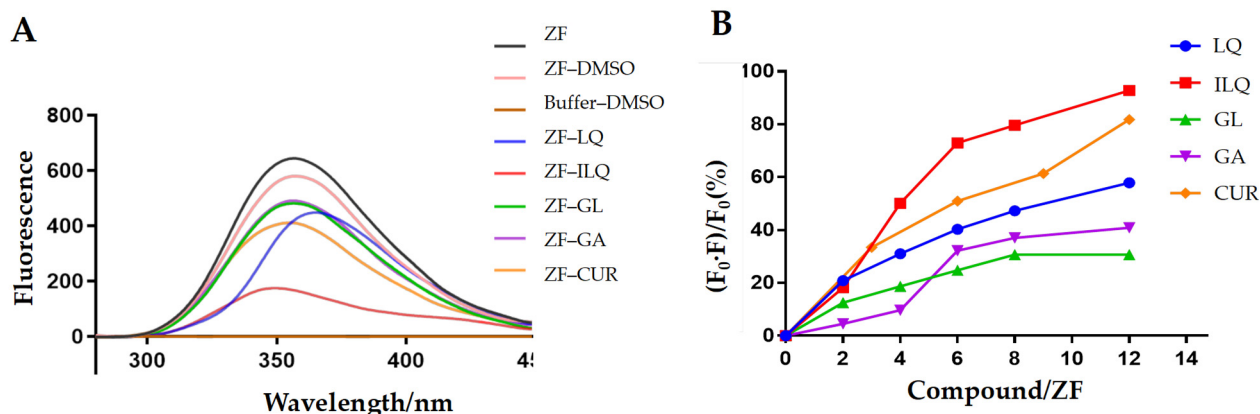 A
ZF
ZF–DMSO
Buffer–DMSO
ZF–LQ
ZF–ILQ
ZF–GL
ZF–GA
ZF–CUR
800
600
400
200
0
Fluorescence
300
350
400
45
Wavelength/nm
B
LQ
ILQ
GL
GA
CUR
100
80
60
40
20
0
(F₀·F)/F₀(%)
0 2 4 6 8 10 12 14
Compound/ZF